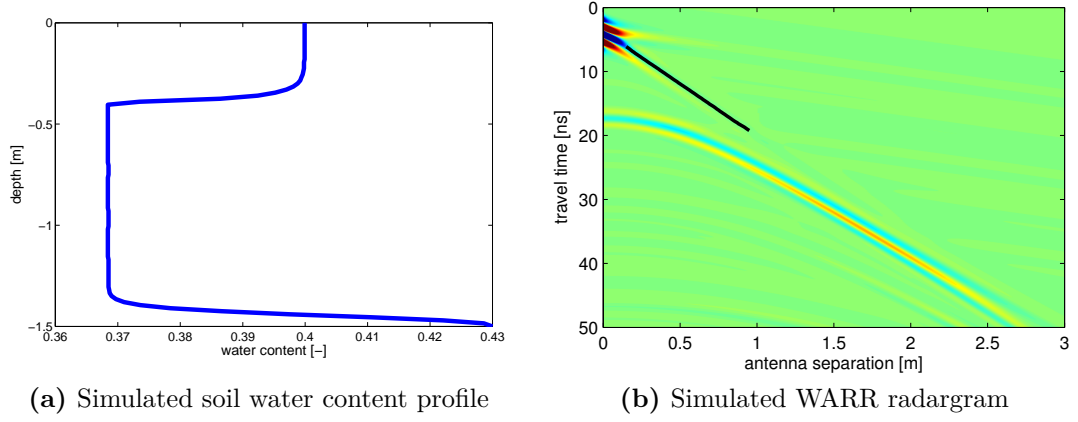 0
−0.5
−1
−1.5
depth [m]
0.36 0.37 0.38 0.39 0.4 0.41 0.42 0.43
water content [−]
(a) Simulated soil water content profile
0
10
20
30
40
50
travel time [ns]
0 0.5 1 1.5 2 2.5 3
antenna separation [m]
(b) Simulated WARR radargram